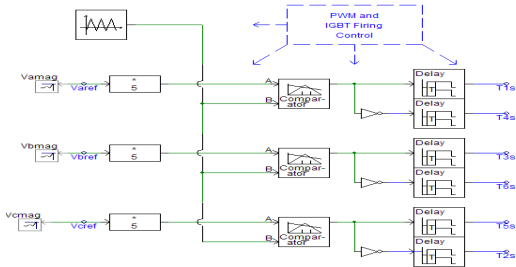 PWM and
IGBT Firing
Control
Vamag
Varef
*
5
A
B
Compar-
ator
Delay
T
T1s
Delay
T
T4s
Vbmag
Vbref
*
5
A
B
Compar-
ator
Delay
T
T3s
Delay
T
T6s
Vcmag
Vcref
*
5
A
B
Compar-
ator
Delay
T
T5s
Delay
T
T2s